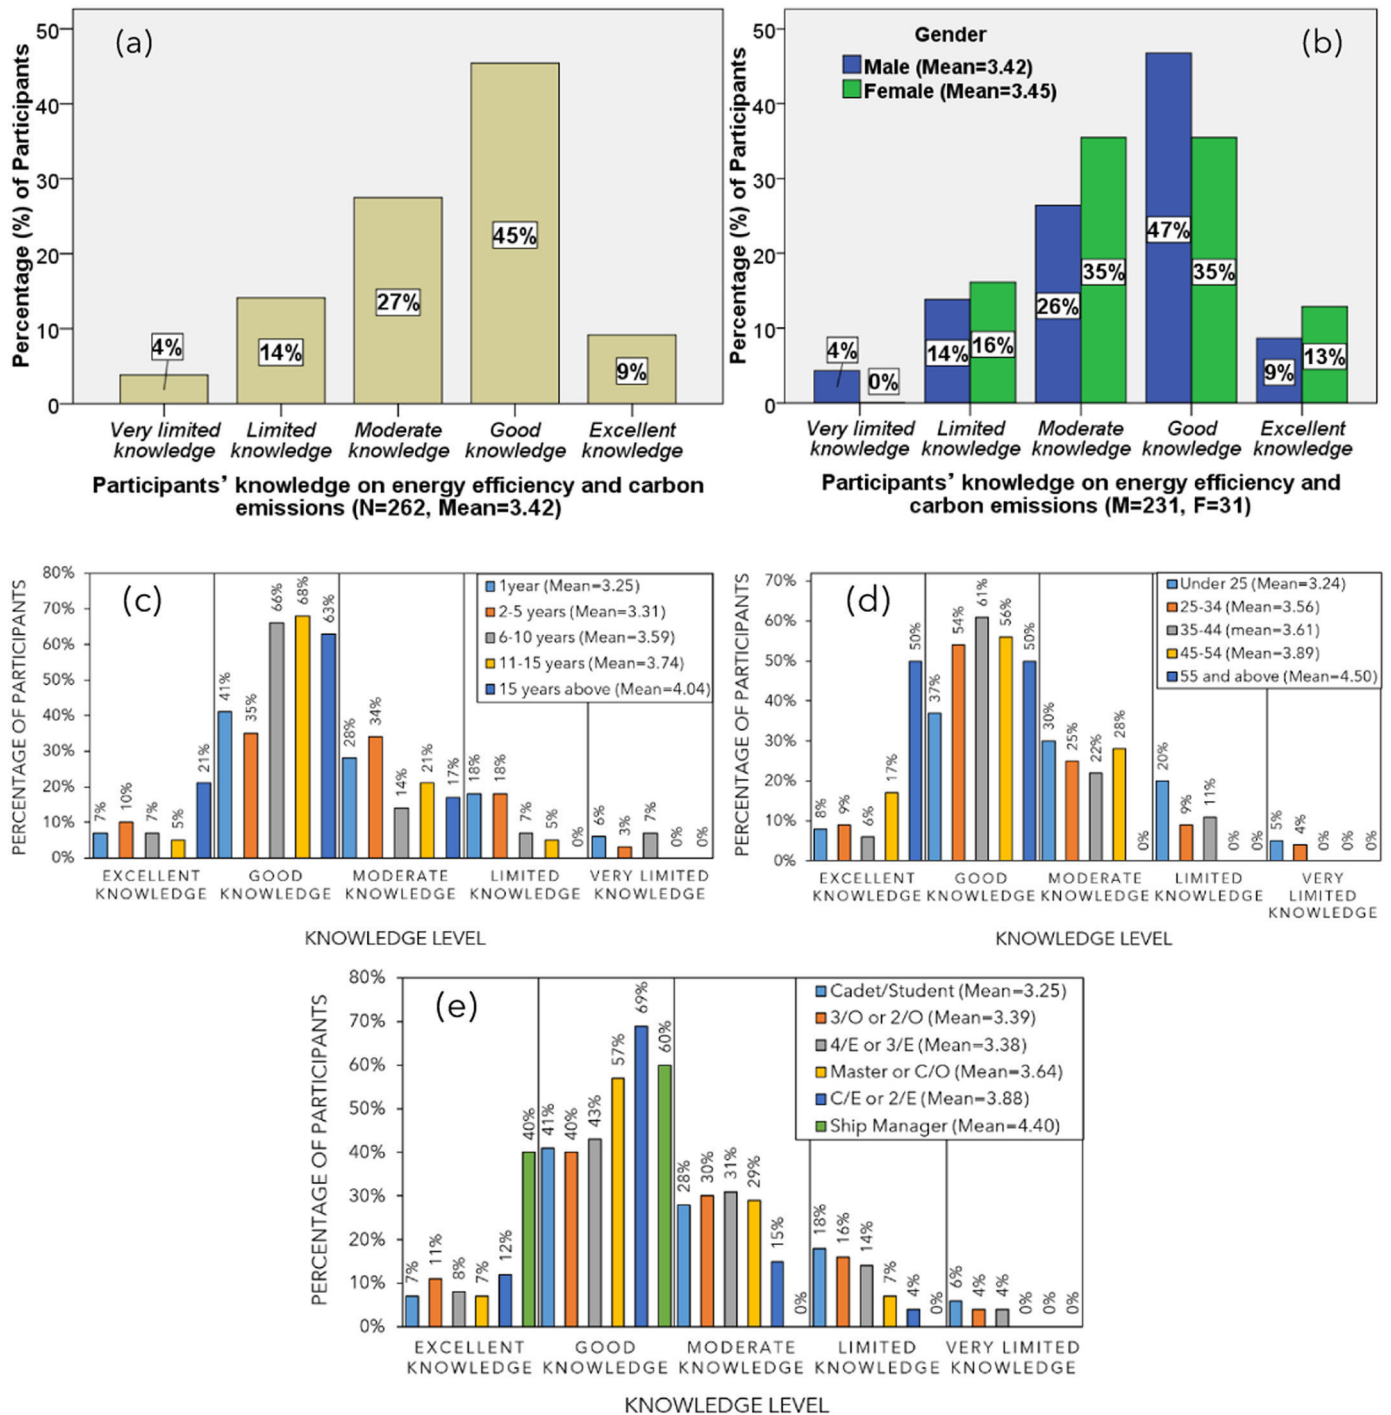 (a)
Percentage (%) of Participants
50
40
30
20
10
0
4%
14%
27%
45%
9%
Very limited knowledge
Limited knowledge
Moderate knowledge
Good knowledge
Excellent knowledge
Participants' knowledge on energy efficiency and carbon
emissions (N=262, Mean=3.42)
(b)
Gender
Male (Mean=3.42)
Female (Mean=3.45)
Percentage (%) of Participants
50
40
30
20
10
0
4%
0%
14%
16%
26%
35%
47%
35%
9%
13%
Very limited knowledge
Limited knowledge
Moderate knowledge
Good knowledge
Excellent knowledge
Participants' knowledge on energy efficiency and
carbon emissions (M=231, F=31)
(c)
PERCENTAGE OF PARTICIPANTS
80%
70%
60%
50%
40%
30%
20%
10%
0%
1year (Mean=3.25)
2-5 years (Mean=3.31)
6-10 years (Mean=3.59)
11-15 years (Mean=3.74)
15 years above (Mean=4.04)
7%
10%
7%
5%
21%
41%
35%
66%
68%
63%
28%
34%
14%
21%
17%
18%
18%
7%
5%
0%
6%
3%
7%
0%
0%
EXCELLENT KNOWLEDGE
GOOD KNOWLEDGE
MODERATE KNOWLEDGE
LIMITED KNOWLEDGE
VERY LIMITED KNOWLEDGE
KNOWLEDGE LEVEL
(d)
PERCENTAGE OF PARTICIPANTS
70%
60%
50%
40%
30%
20%
10%
0%
Under 25 (Mean=3.24)
25-34 (Mean=3.56)
35-44 (mean=3.61)
45-54 (Mean=3.89)
55 and above (Mean=4.50)
8%
9%
6%
17%
50%
37%
54%
61%
56%
50%
30%
25%
22%
28%
0%
20%
9%
11%
0%
0%
5%
4%
0%
0%
0%
EXCELLENT KNOWLEDGE
GOOD KNOWLEDGE
MODERATE KNOWLEDGE
LIMITED KNOWLEDGE
VERY LIMITED KNOWLEDGE
KNOWLEDGE LEVEL
(e)
PERCENTAGE OF PARTICIPANTS
80%
70%
60%
50%
40%
30%
20%
10%
0%
Cadet/Student (Mean=3.25)
3/O or 2/O (Mean=3.39)
4/E or 3/E (Mean=3.38)
Master or C/O (Mean=3.64)
C/E or 2/E (Mean=3.88)
Ship Manager (Mean=4.40)
7%
11%
8%
7%
12%
40%
41%
40%
43%
57%
69%
60%
28%
30%
31%
29%
15%
0%
18%
16%
14%
7%
4%
0%
6%
4%
4%
0%
0%
0%
EXCELLENT KNOWLEDGE
GOOD KNOWLEDGE
MODERATE KNOWLEDGE
LIMITED KNOWLEDGE
VERY LIMITED KNOWLEDGE
KNOWLEDGE LEVEL